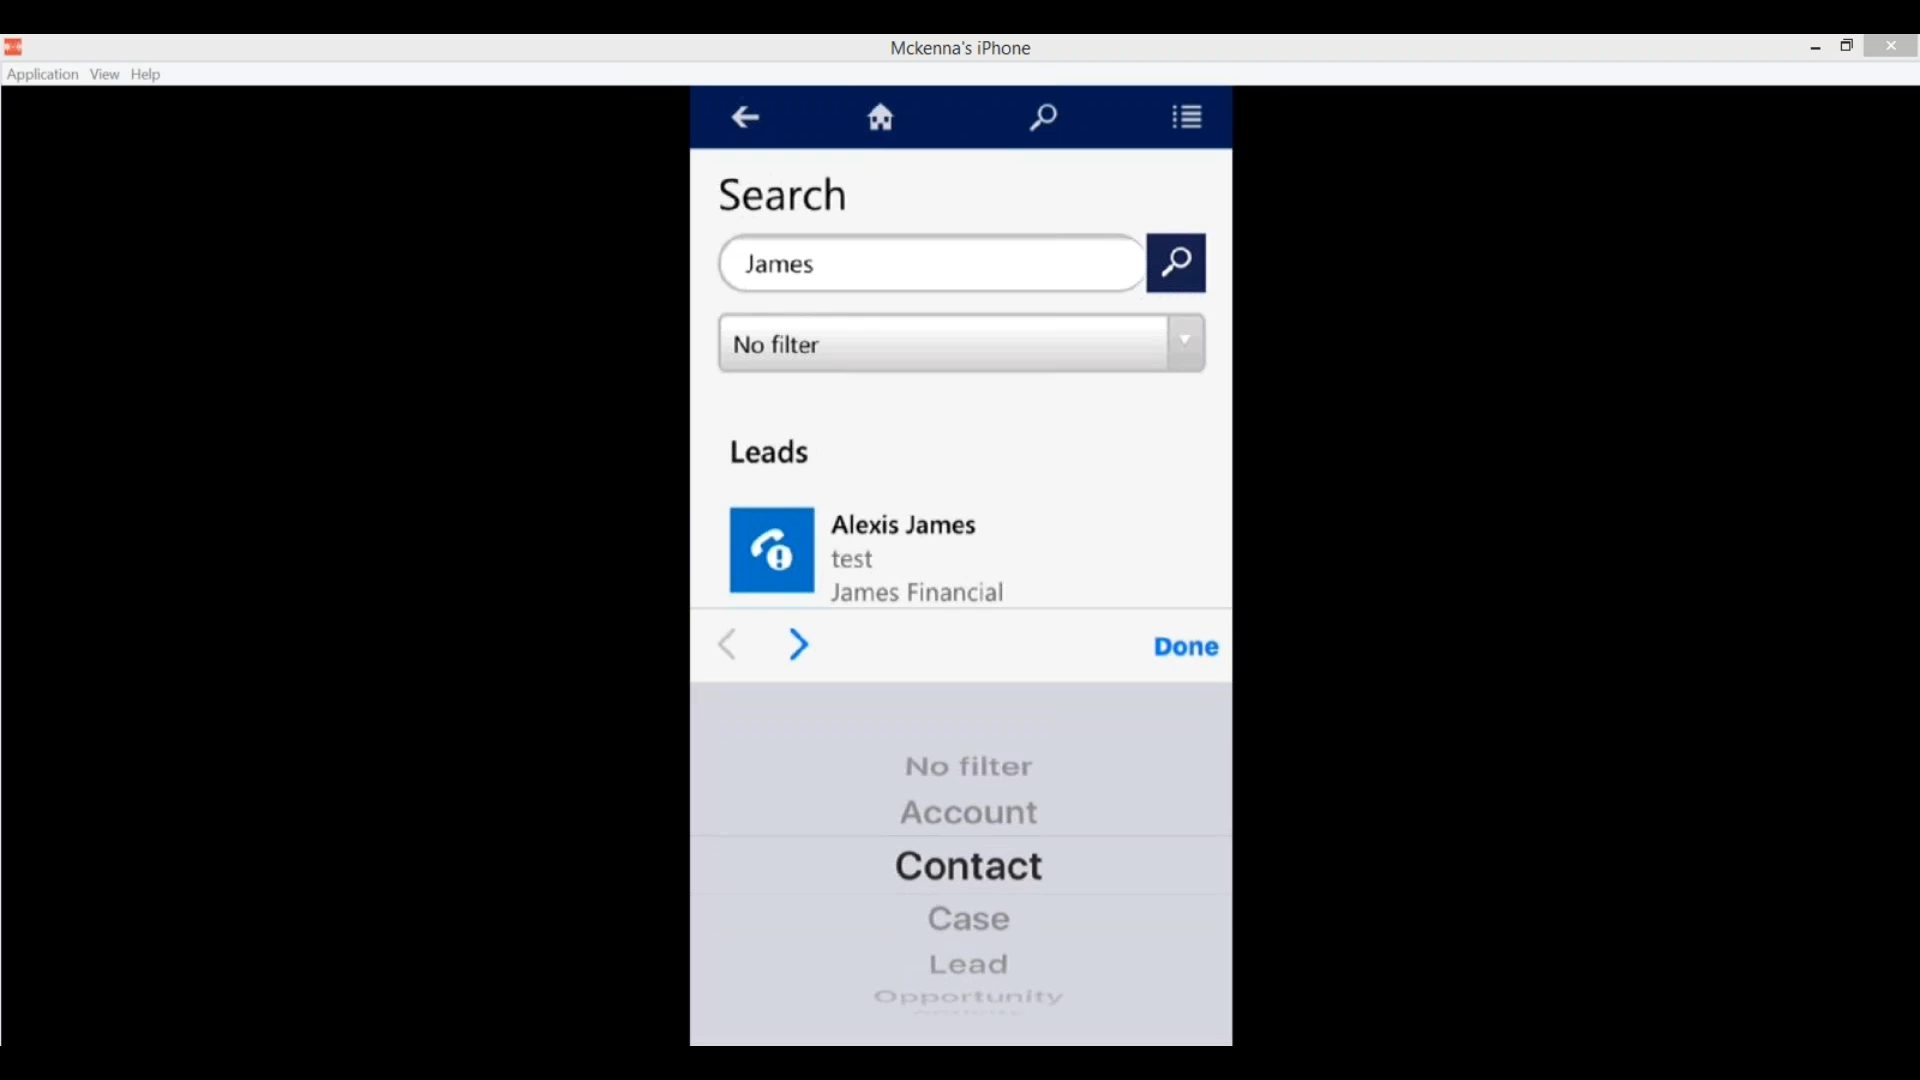 Mckenna's iPhone
Application View Help
Search
James
No filter
Leads
Alexis James
test
James Financial
Done
No filter
Account
Contact
Case
Lead
Opportunity